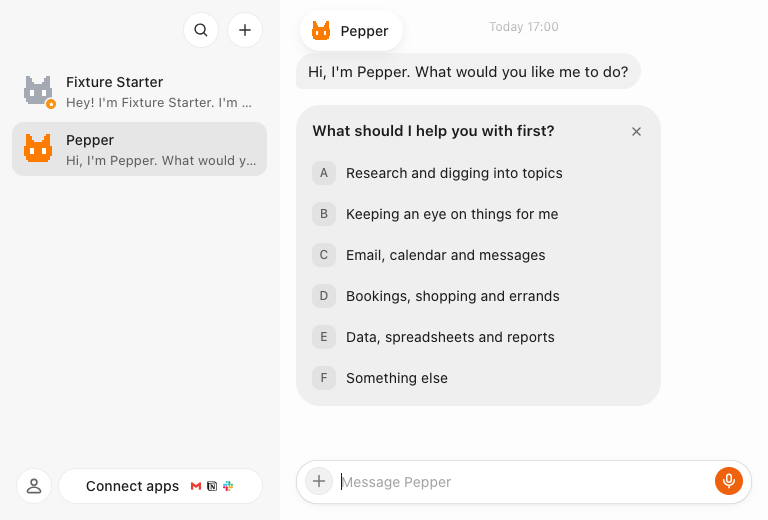 Fixture Starter
Hey! I'm Fixture Starter. I'm ...
Pepper
Hi, I'm Pepper. What would y...
Connect apps
Pepper
Today 17:00
Hi, I'm Pepper. What would you like me to do?
What should I help you with first?
A Research and digging into topics
B Keeping an eye on things for me
C Email, calendar and messages
D Bookings, shopping and errands
E Data, spreadsheets and reports
F Something else
Message Pepper